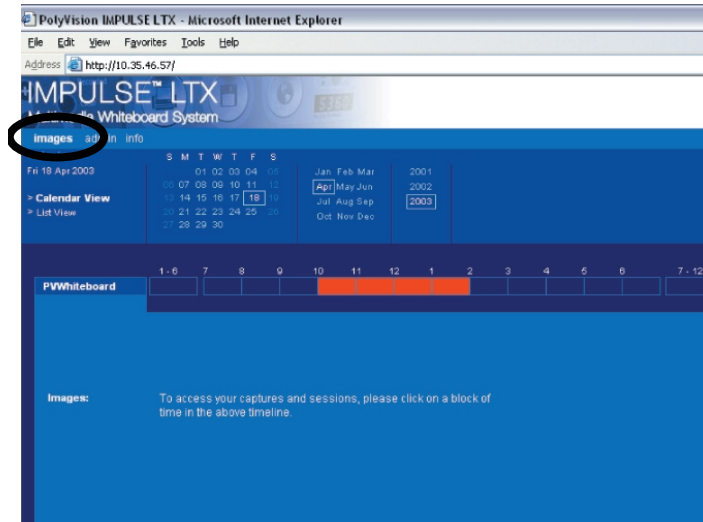 PolyVision IMPULSE LTX - Microsoft Internet Explorer
File Edit View Favorites Tools Help
Address http://10.35.46.57/
IMPULSE™ LTX
Multimedia Whiteboard System
images admin info
Fri 18 Apr 2003
> Calendar View
> List View
S M T W T F S
01 02 03 04 05
06 07 08 09 10 11 12
13 14 15 16 17 18 19
20 21 22 23 24 25 26
27 28 29 30
Jan Feb Mar
Apr May Jun
Jul Aug Sep
Oct Nov Dec
2001
2002
2003
1 - 6 7 8 9 10 11 12 1 2 3 4 5 6 7 - 12
PVWhiteboard
Images:
To access your captures and sessions, please click on a block of
time in the above timeline.